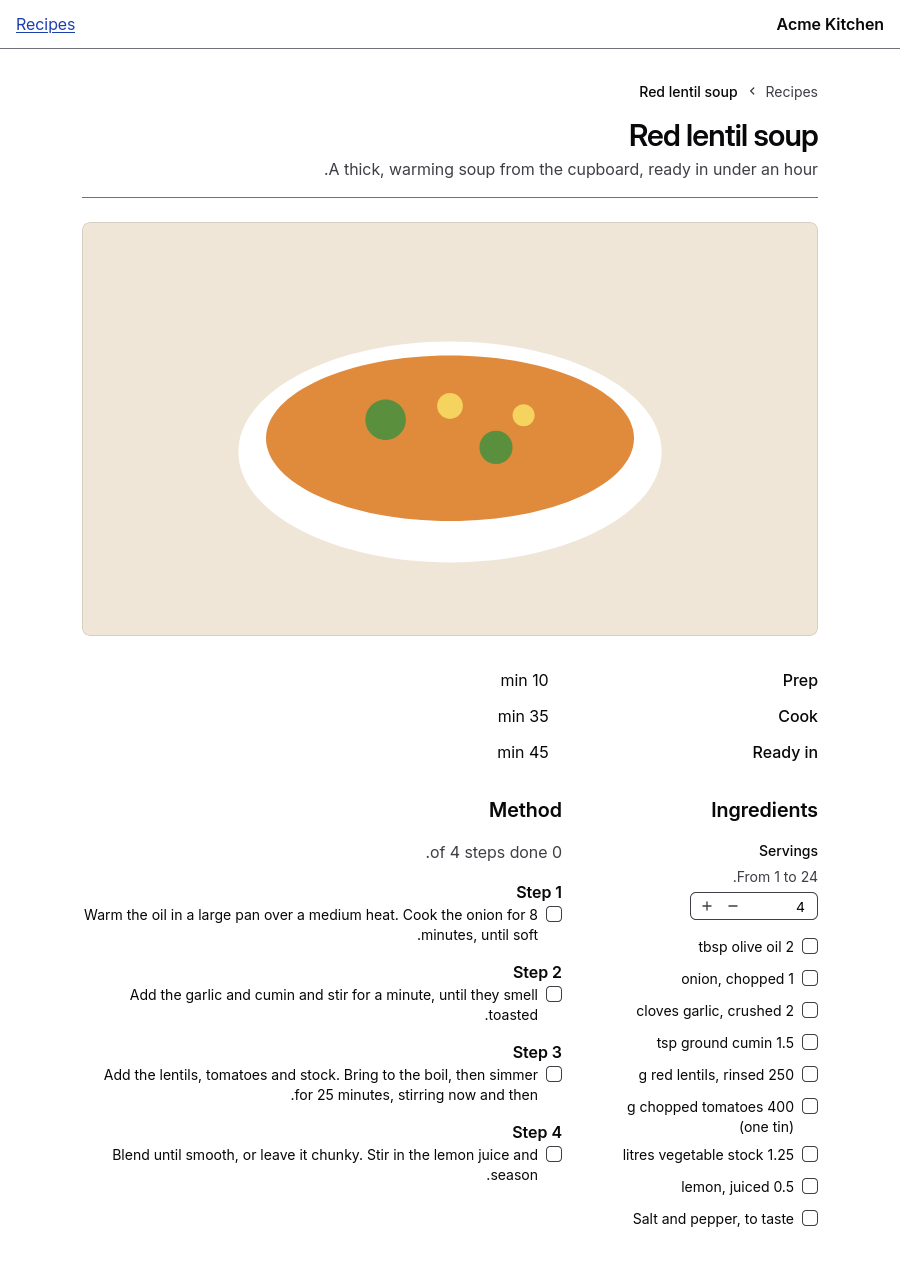 Acme Kitchen
Recipes
Recipes
Red lentil soup
Red lentil soup
.A thick, warming soup from the cupboard, ready in under an hour
Prep
min 10
Cook
min 35
Ready in
min 45
Ingredients
Servings
.From 1 to 24
4
tbsp olive oil 2
onion, chopped 1
cloves garlic, crushed 2
tsp ground cumin 1.5
g red lentils, rinsed 250
g chopped tomatoes 400
(one tin)
litres vegetable stock 1.25
lemon, juiced 0.5
Salt and pepper, to taste
Method
.of 4 steps done 0
Step 1
Warm the oil in a large pan over a medium heat. Cook the onion for 8
.minutes, until soft
Step 2
Add the garlic and cumin and stir for a minute, until they smell
.toasted
Step 3
Add the lentils, tomatoes and stock. Bring to the boil, then simmer
.for 25 minutes, stirring now and then
Step 4
Blend until smooth, or leave it chunky. Stir in the lemon juice and
.season